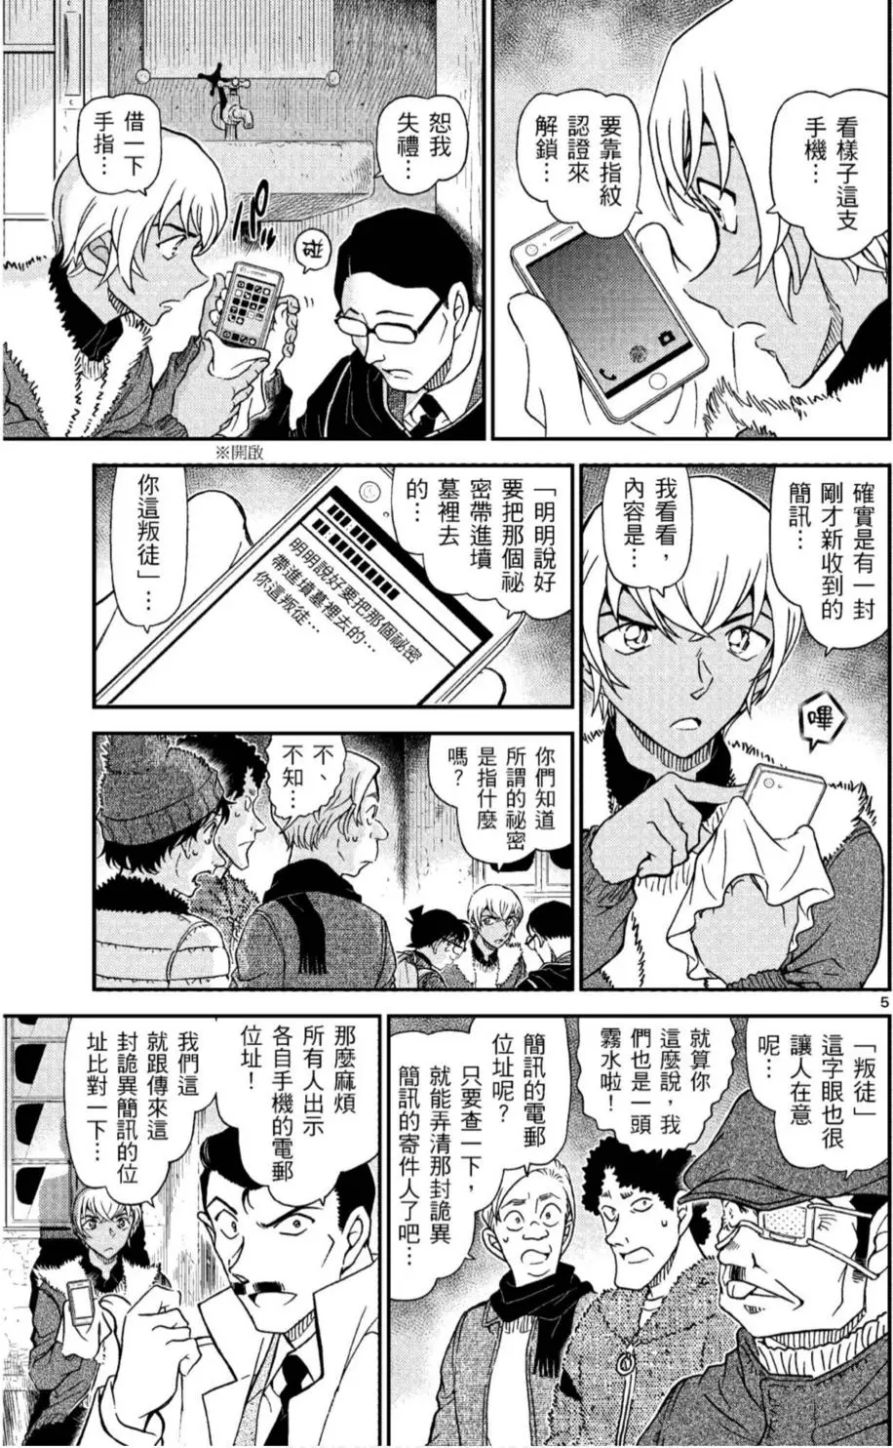 看樣子這支
手機…
要靠指紋
認證來
解鎖…
恕我
失禮…
借一下
手指…
碰
※開啟
確實是有一封
剛才新收到的
簡訊…
我看看，
內容是…
嗶
「明明說好
要把那個祕
密帶進墳
墓裡去
的…
明明說好要把那個祕密
帶進墳墓裡去的…
你這叛徒…
你這叛徒」…
你們知道
所謂的祕密
是指什麼
嗎？
不、
不知…
5
「叛徒」
這字眼也很
讓人在意
呢…
就算你
這麼說，我
們也是一頭
霧水啦！
簡訊的電郵
位址呢？
只要查一下，
就能弄清那封詭異
簡訊的寄件人了吧…
那麼麻煩
所有人出示
各自手機的電郵
位址！
我們這
就跟傳來這
封詭異簡訊的位
址比對一下…